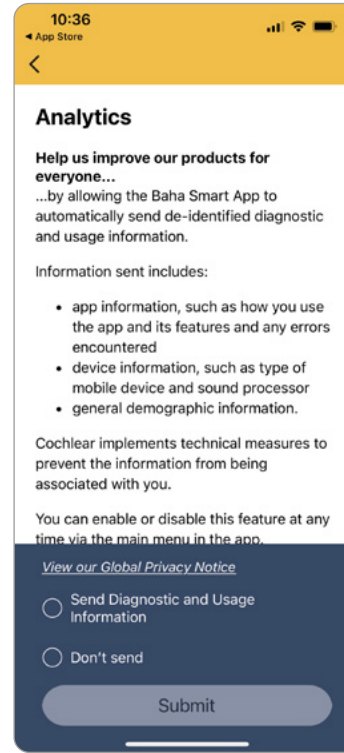 10:36
◀ App Store
Analytics
Help us improve our products for
everyone...
...by allowing the Baha Smart App to
automatically send de-identified diagnostic
and usage information.
Information sent includes:
• app information, such as how you use
the app and its features and any errors
encountered
• device information, such as type of
mobile device and sound processor
• general demographic information.
Cochlear implements technical measures to
prevent the information from being
associated with you.
You can enable or disable this feature at any
time via the main menu in the app.
View our Global Privacy Notice
Send Diagnostic and Usage
Information
Don't send
Submit